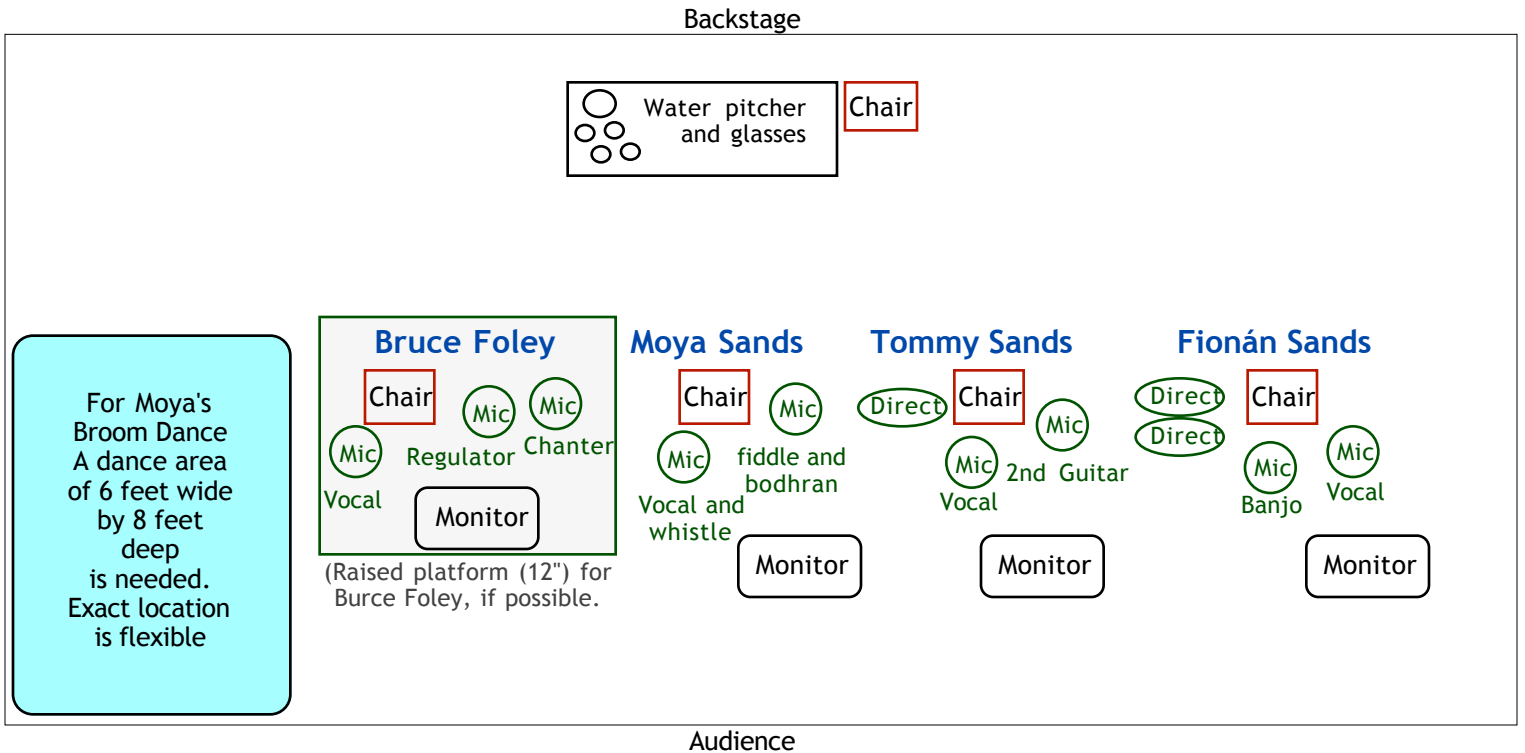 Backstage
Water pitcher
and glasses
Chair
For Moya's
Broom Dance
A dance area
of 6 feet wide
by 8 feet
deep
is needed.
Exact location
is flexible
Bruce Foley
Chair
Mic
Mic
Mic
Regulator
Chanter
Vocal
Monitor
(Raised platform (12") for
Burce Foley, if possible.
Moya Sands
Chair
Mic
Mic
fiddle and
bodhran
Vocal and
whistle
Monitor
Tommy Sands
Direct
Chair
Mic
Mic
2nd Guitar
Vocal
Monitor
Fionán Sands
Direct
Direct
Chair
Mic
Mic
Banjo
Vocal
Monitor
Audience